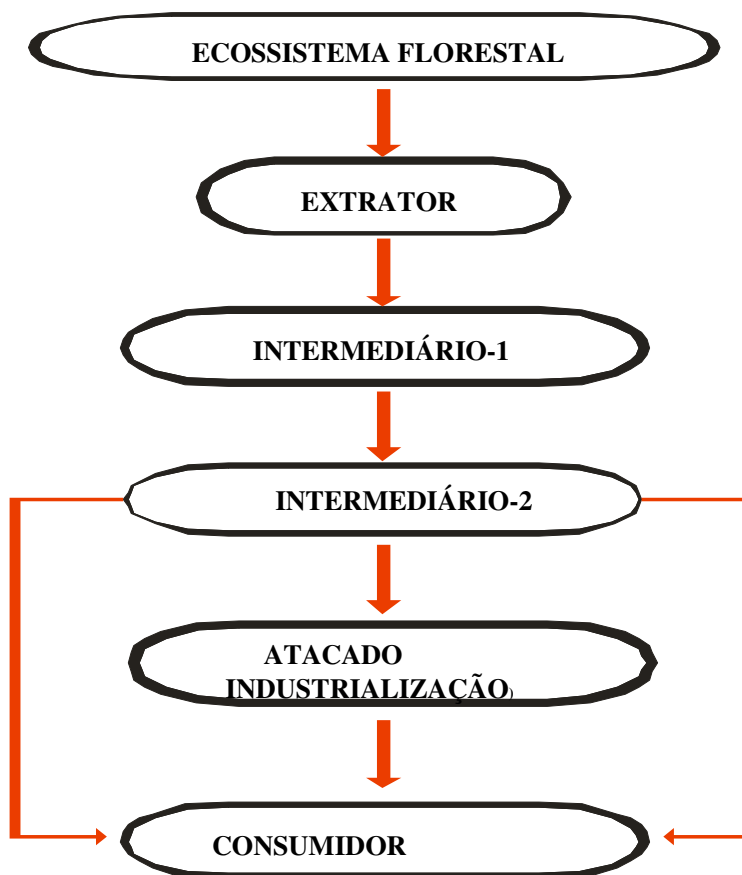 ECOSSISTEMA FLORESTAL
EXTRATOR
INTERMEDIÁRIO-1
INTERMEDIÁRIO-2
ATACADO
INDUSTRIALIZAÇÃO)
CONSUMIDOR